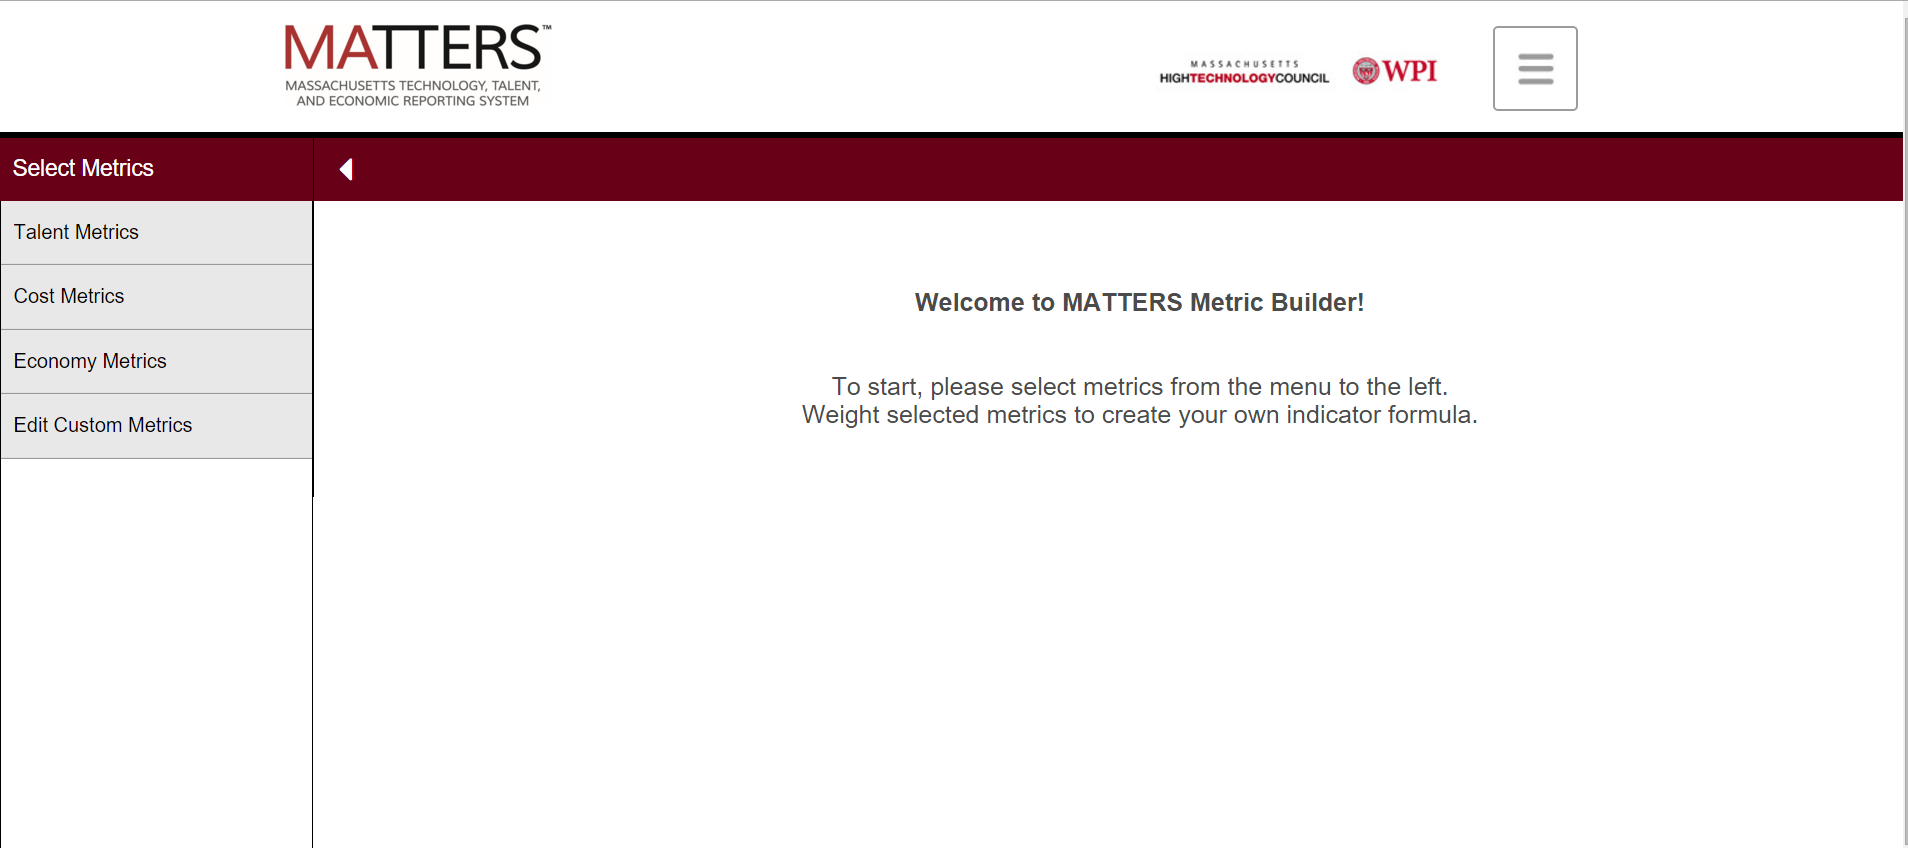 MATTERS™
MASSACHUSETTS TECHNOLOGY, TALENT,
AND ECONOMIC REPORTING SYSTEM
MASSACHUSETTS
HIGHTECHNOLOGYCOUNCIL
WPI
Select Metrics
Talent Metrics
Cost Metrics
Economy Metrics
Edit Custom Metrics
Welcome to MATTERS Metric Builder!
To start, please select metrics from the menu to the left.
Weight selected metrics to create your own indicator formula.